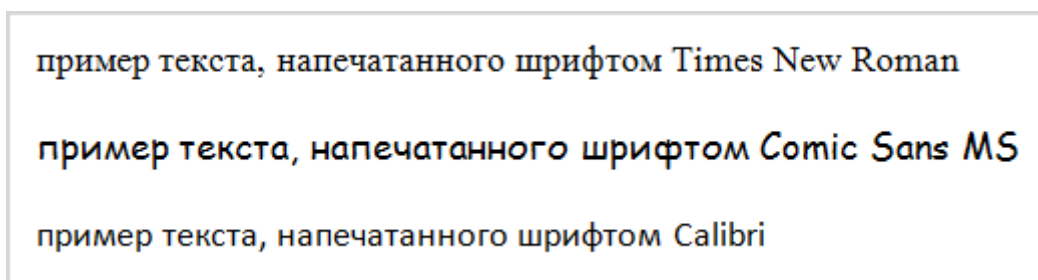 пример текста, напечатанного шрифтом Times New Roman
пример текста, напечатанного шрифтом Comic Sans MS
пример текста, напечатанного шрифтом Calibri